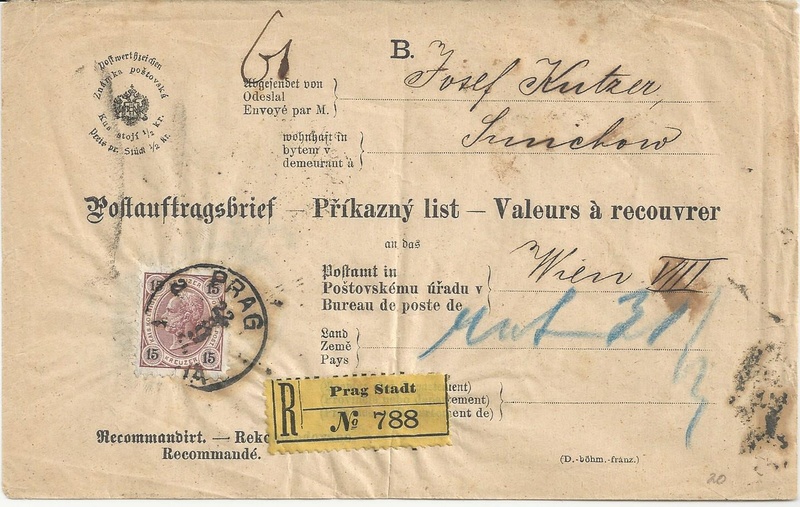 B.
61
Postwerthzeichen
Známka poštovská
Kus stojí 1/2 kr.
Preis pr. Stück 1/2 kr.
Abgesendet von
Odeslal
Envoyé par M.
Josef Kutzer,
wohnhaft in
bytem v
demeurant à
Postauftragsbrief — Příkazný list — Valeurs à recouvrer
an das
Postamt in
Poštovskému úřadu v
Bureau de poste de
Wien VIII
Land
Země
Pays
15 15
15 KREUZER 15
PRAG
Prag Stadt
R
No 788
Recommandirt. — Reko
Recommandé.
(D.-böhm.-franz.)
20